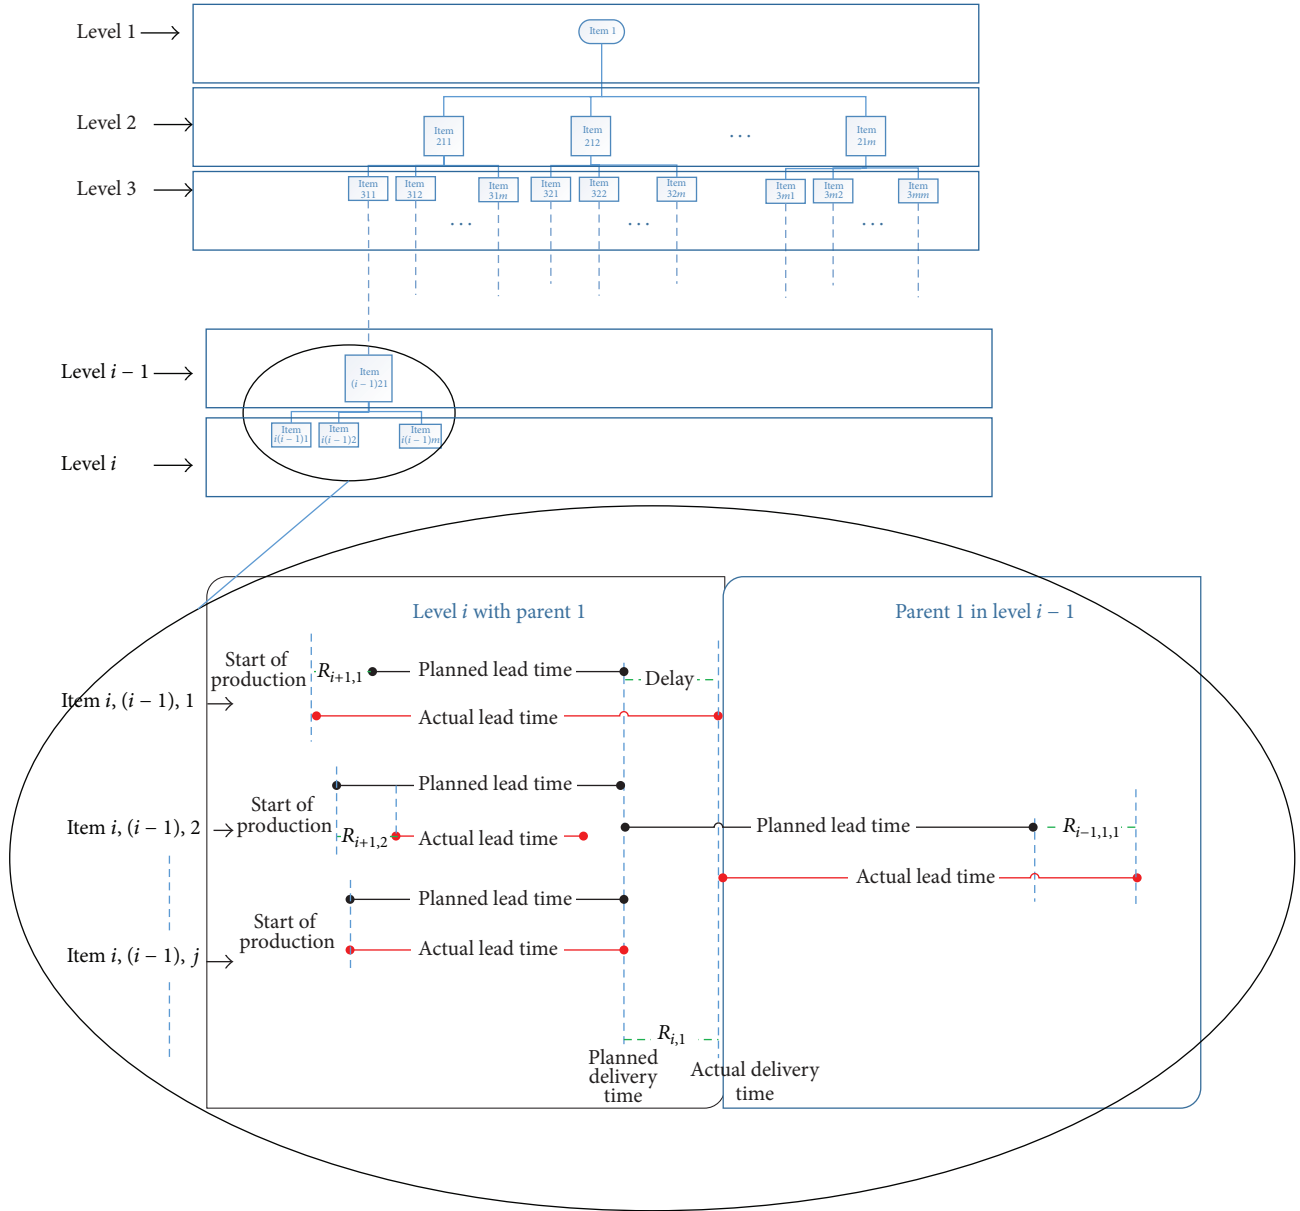 Level 1
Item 1
Level 2
Item
211
Item
212
...
Item
21m
Level 3
Item
311
Item
312
Item
31m
Item
321
Item
322
Item
32m
Item
3m1
Item
3m2
Item
3mm
...
...
...
Level i − 1
Item
(i − 1)21
Item
i(i − 1)1
Item
i(i − 1)2
Item
i(i − 1)m
Level i
Level i with parent 1
Parent 1 in level i − 1
Item i, (i − 1), 1
Start of
production
R_{i+1,1}
Planned lead time
Delay
Actual lead time
Item i, (i − 1), 2
Start of
production
Planned lead time
R_{i+1,2}
Actual lead time
Planned lead time
R_{i−1,1,1}
Actual lead time
Item i, (i − 1), j
Start of
production
Planned lead time
Actual lead time
R_{i,1}
Planned
delivery
time
Actual delivery
time